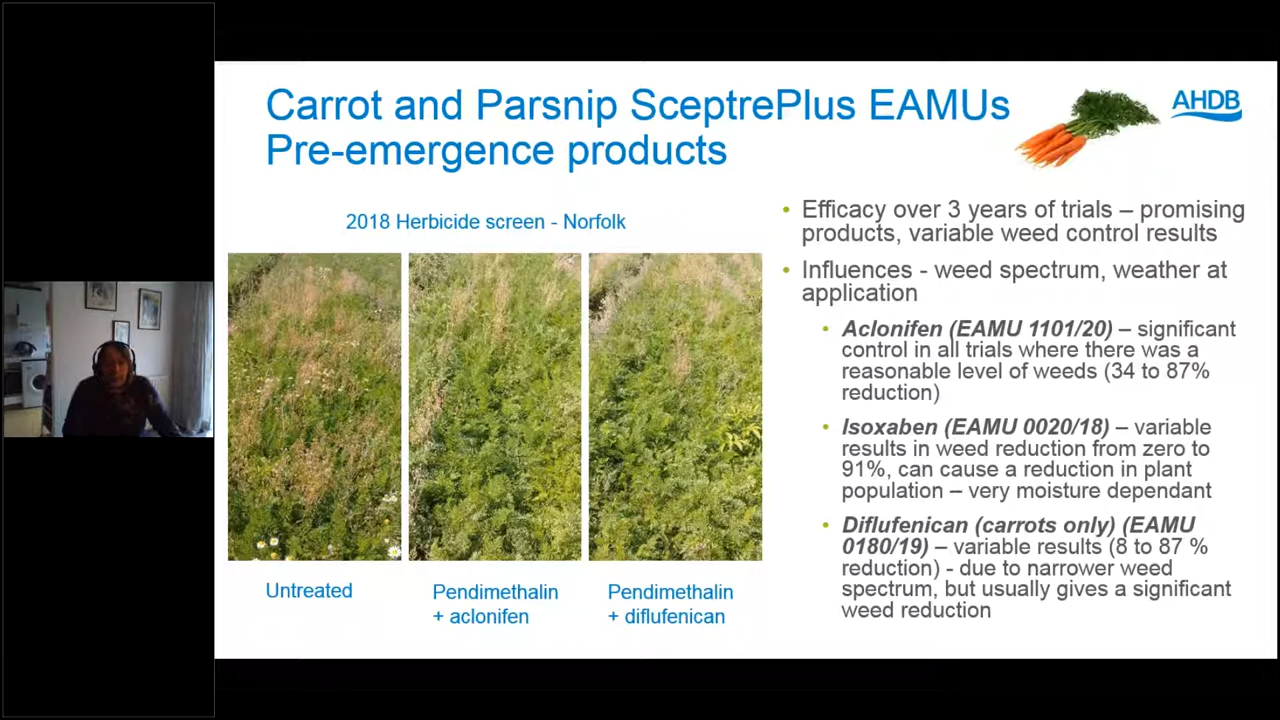 Carrot and Parsnip SceptrePlus EAMUs
Pre-emergence products
AHDB
2018 Herbicide screen - Norfolk
Untreated
Pendimethalin
+ aclonifen
Pendimethalin
+ diflufenican
• Efficacy over 3 years of trials – promising
products, variable weed control results
• Influences - weed spectrum, weather at
application
• Aclonifen (EAMU 1101/20) – significant
control in all trials where there was a
reasonable level of weeds (34 to 87%
reduction)
• Isoxaben (EAMU 0020/18) – variable
results in weed reduction from zero to
91%, can cause a reduction in plant
population – very moisture dependant
• Diflufenican (carrots only) (EAMU
0180/19) – variable results (8 to 87 %
reduction) - due to narrower weed
spectrum, but usually gives a significant
weed reduction